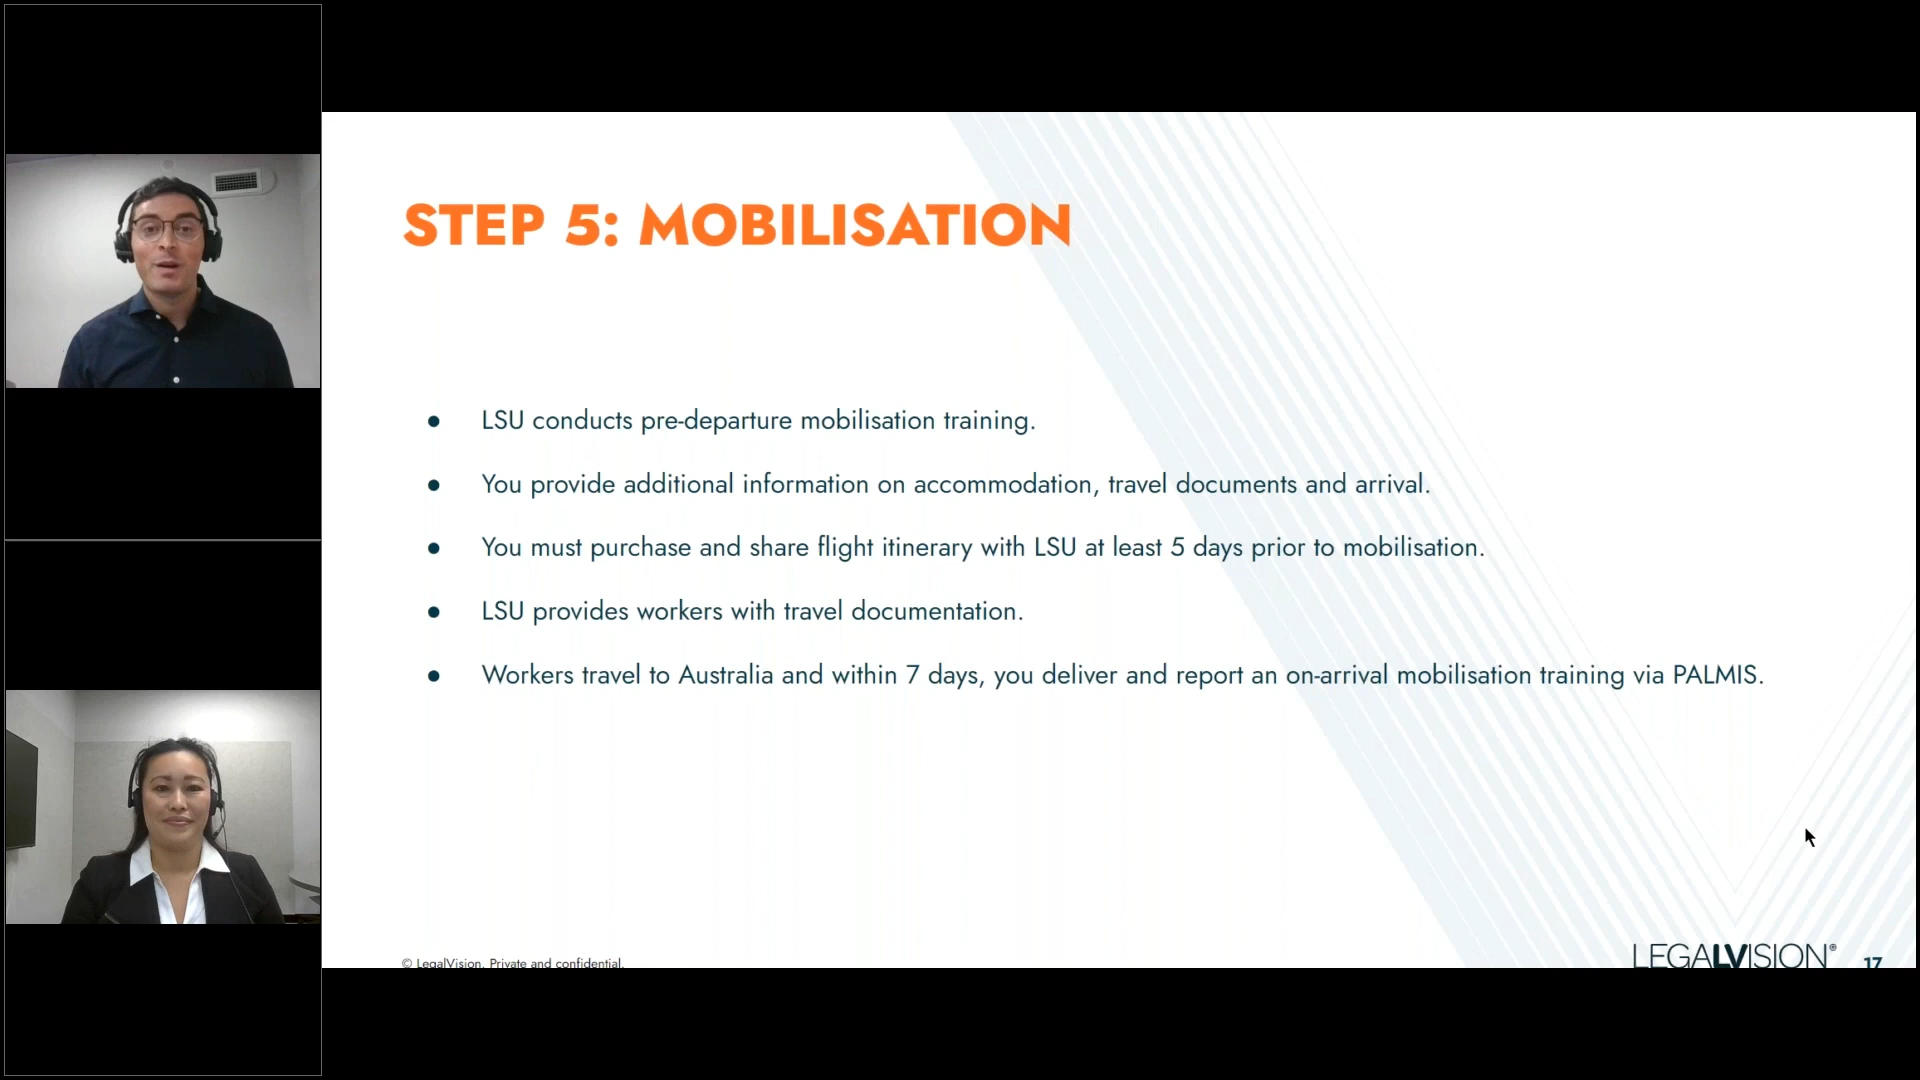 STEP 5: MOBILISATION
● LSU conducts pre-departure mobilisation training.
● You provide additional information on accommodation, travel documents and arrival.
● You must purchase and share flight itinerary with LSU at least 5 days prior to mobilisation.
● LSU provides workers with travel documentation.
● Workers travel to Australia and within 7 days, you deliver and report an on-arrival mobilisation training via PALMIS.
© LegalVision. Private and confidential.
LEGALVISION®
17